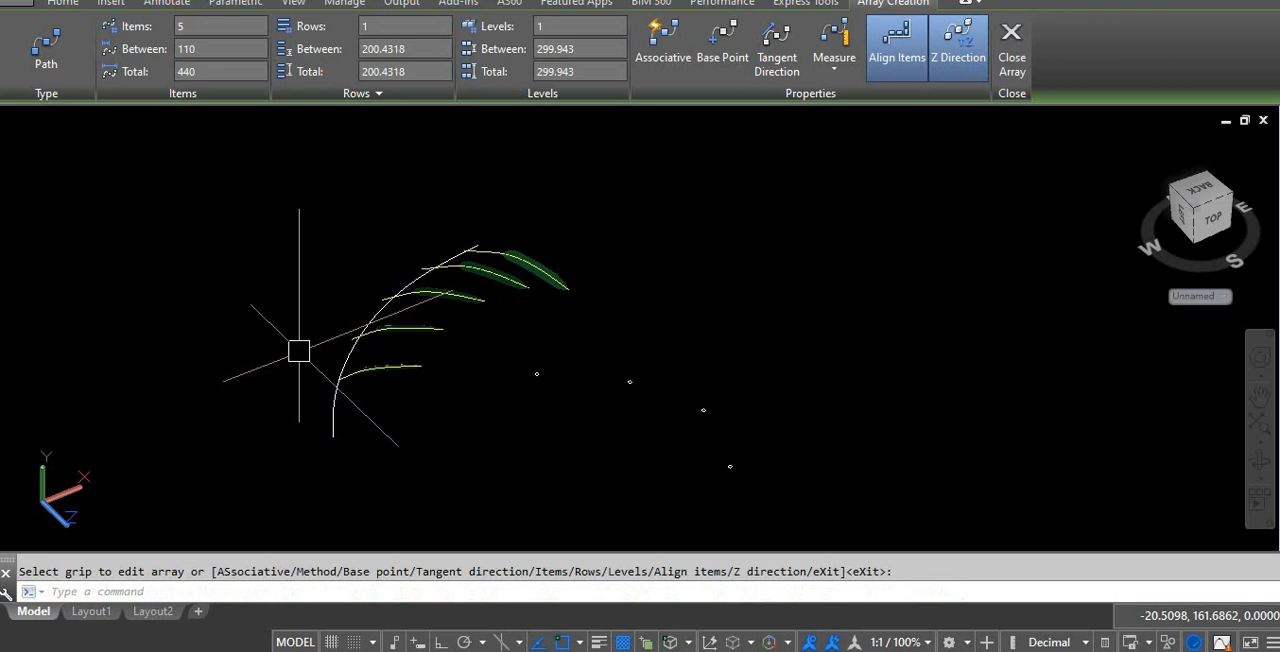 Home Insert Annotate Parametric View Manage Output Add-ins A360 Featured Apps BIM 360 Performance Express Tools Array Creation
Items: 5 Rows: 1 Levels: 1
Between: 110 Between: 200.4318 Between: 299.943
Total: 440 Total: 200.4318 Total: 299.943
Path
Associative Base Point Tangent Direction Measure Align Items Z Direction Close Array
Type Items Rows Levels Properties Close
BACK
TOP
W
S
E
Unnamed
Y
X
Z
Select grip to edit array or [ASsociative/Method/Base point/Tangent direction/Items/Rows/Levels/Align items/Z direction/eXit]<eXit>:
Type a command
Model Layout1 Layout2 +
-20.5098, 161.6862, 0.0000
MODEL 1:1 / 100% Decimal